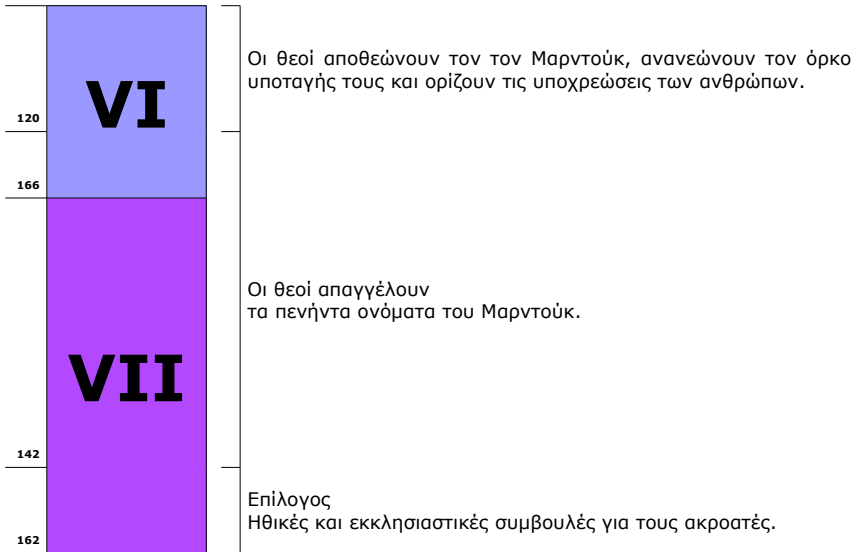 Οι θεοί αποθεώνουν τον τον Μαρντούκ, ανανεώνουν τον όρκο
υποταγής τους και ορίζουν τις υποχρεώσεις των ανθρώπων.
VI
120
166
Οι θεοί απαγγέλουν
τα πενήντα ονόματα του Μαρντούκ.
VII
142
Επίλογος
Ηθικές και εκκλησιαστικές συμβουλές για τους ακροατές.
162